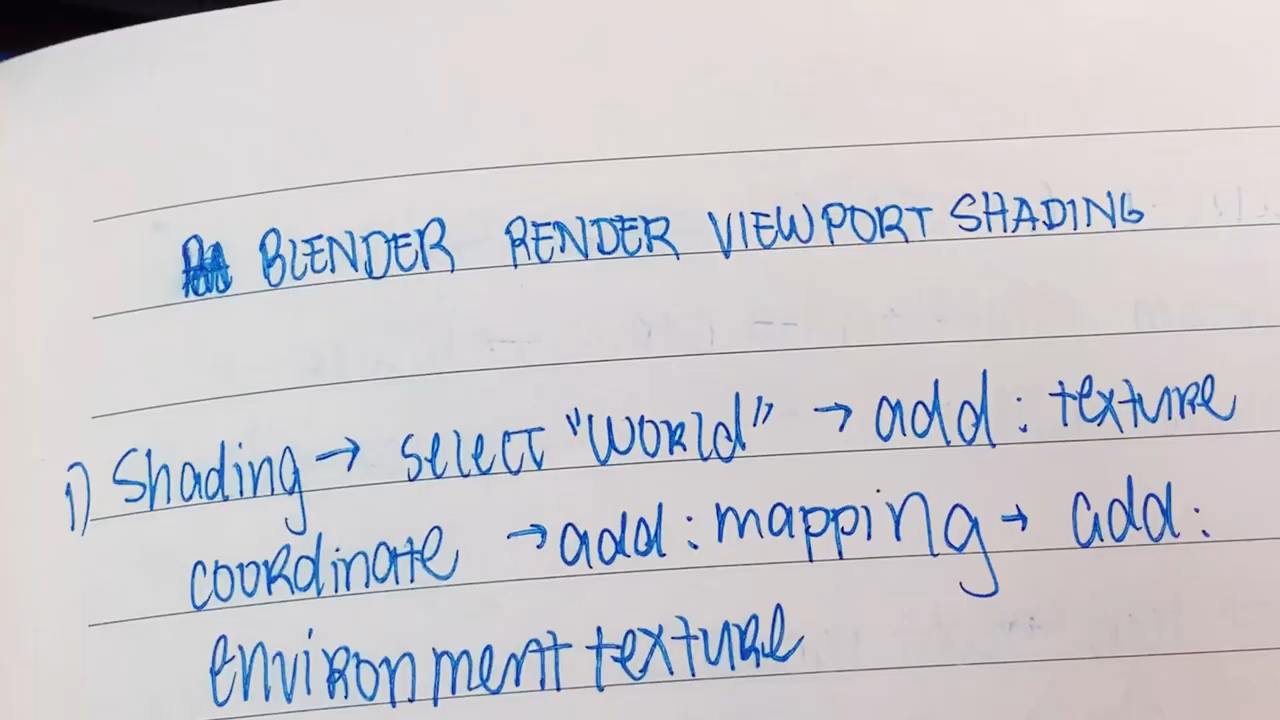 BLENDER RENDER VIEWPORT SHADING
1) Shading → select "World" → add : texture
coordinate → add : mapping → add :
environment texture